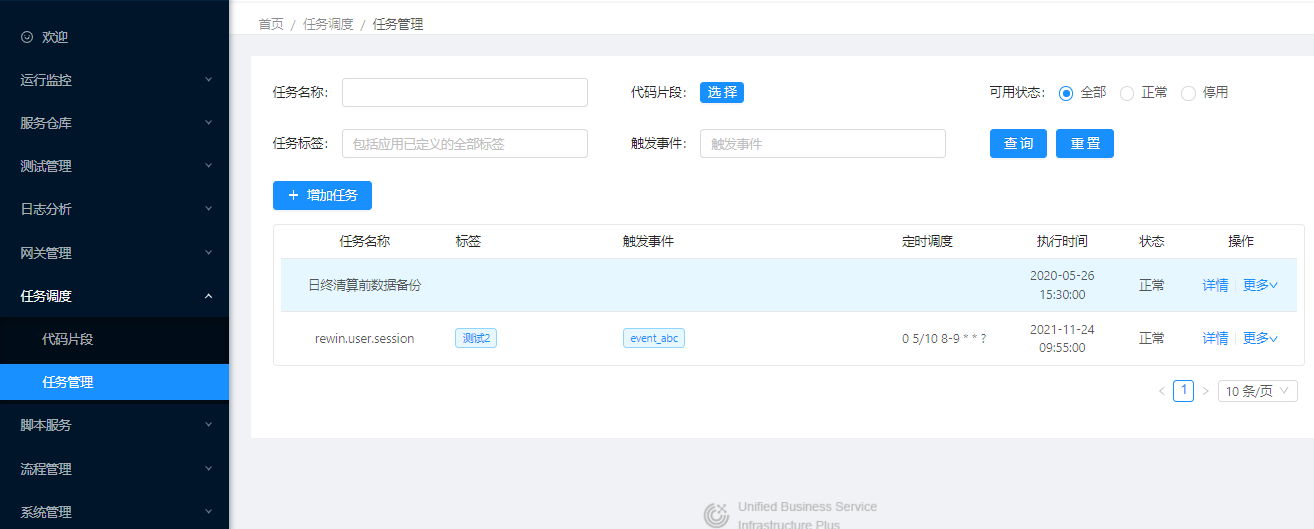 首页 / 任务调度 / 任务管理
欢迎
运行监控
服务仓库
测试管理
日志分析
网关管理
任务调度
代码片段
任务管理
脚本服务
流程管理
系统管理
任务名称:
代码片段: 选 择
可用状态: 全部 正常 停用
任务标签: 包括应用已定义的全部标签
触发事件: 触发事件
查 询 重 置
+ 增加任务
任务名称 标签 触发事件 定时调度 执行时间 状态 操作
日终清算前数据备份 2020-05-26 15:30:00 正常 详情 更多
rewin.user.session 测试2 event_abc 0 5/10 8-9 * * ? 2021-11-24 09:55:00 正常 详情 更多
< 1 > 10 条/页
Unified Business Service
Infrastructure Plus